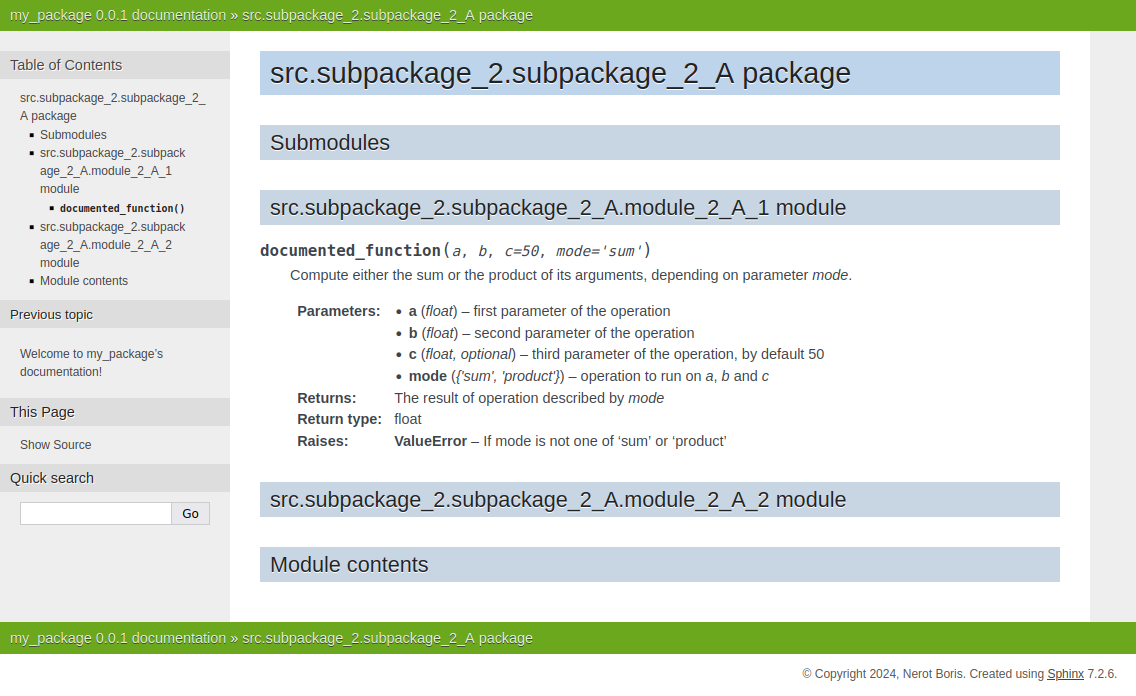 my_package 0.0.1 documentation » src.subpackage_2.subpackage_2_A package
Table of Contents
src.subpackage_2.subpackage_2_
A package
Submodules
src.subpackage_2.subpack
age_2_A.module_2_A_1
module
documented_function()
src.subpackage_2.subpack
age_2_A.module_2_A_2
module
Module contents
Previous topic
Welcome to my_package's
documentation!
This Page
Show Source
Quick search
Go
src.subpackage_2.subpackage_2_A package
Submodules
src.subpackage_2.subpackage_2_A.module_2_A_1 module
documented_function(a, b, c=50, mode='sum')
Compute either the sum or the product of its arguments, depending on parameter mode.
Parameters:
• a (float) – first parameter of the operation
• b (float) – second parameter of the operation
• c (float, optional) – third parameter of the operation, by default 50
• mode ({'sum', 'product'}) – operation to run on a, b and c
Returns: The result of operation described by mode
Return type: float
Raises: ValueError – If mode is not one of ‘sum’ or ‘product’
src.subpackage_2.subpackage_2_A.module_2_A_2 module
Module contents
my_package 0.0.1 documentation » src.subpackage_2.subpackage_2_A package
© Copyright 2024, Nerot Boris. Created using Sphinx 7.2.6.